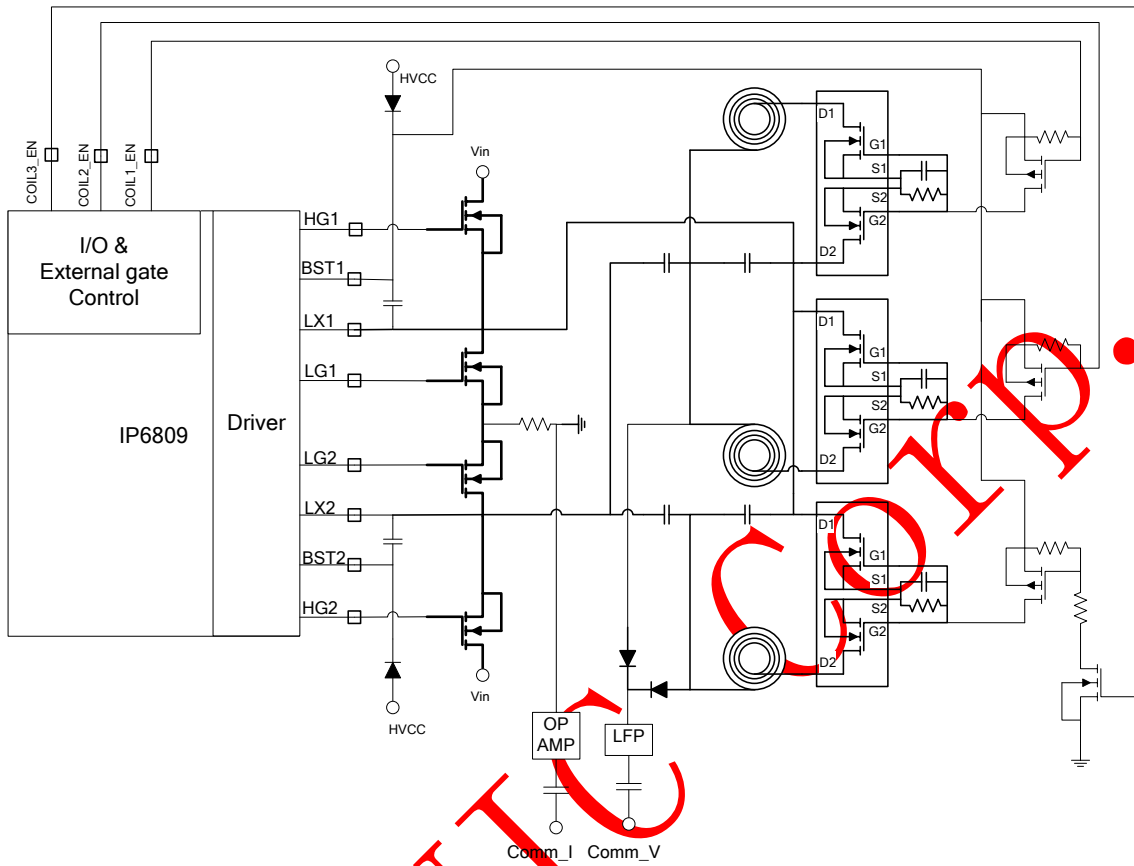 HVCC
Vin
COIL3_EN
COIL2_EN
COIL1_EN
I/O &
External gate
Control
IP6809
Driver
HG1
BST1
LX1
LG1
LG2
LX2
BST2
HG2
D1
G1
S1
S2
G2
D2
D1
G1
S1
S2
G2
D2
D1
G1
S1
S2
G2
D2
Vin
HVCC
OP
AMP
LFP
Comm_I
Comm_V
IC Corp.